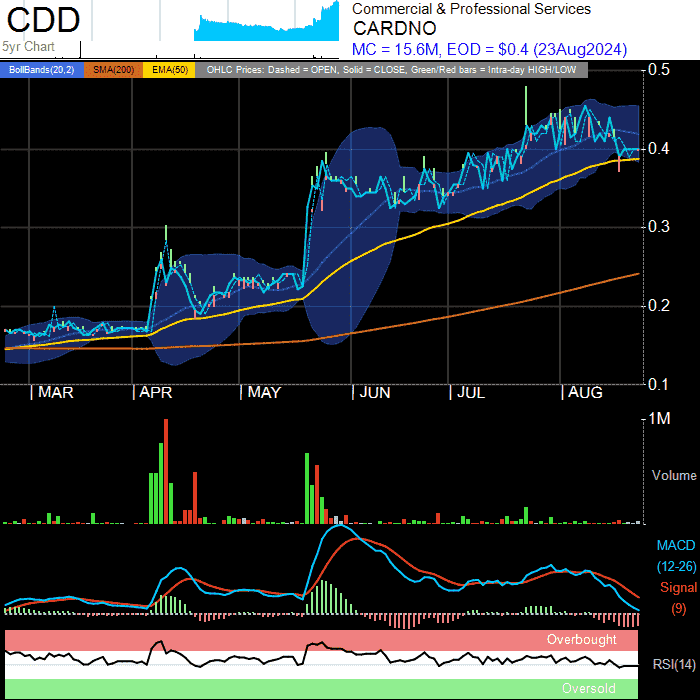 CDD
5yr Chart
Commercial & Professional Services
CARDNO
MC = 15.6M, EOD = $0.4 (23Aug2024)
BollBands(20,2) SMA(200) EMA(50) OHLC Prices: Dashed = OPEN, Solid = CLOSE, Green/Red bars = Intra-day HIGH/LOW
0.5
0.4
0.3
0.2
0.1
MAR APR MAY JUN JUL AUG
1M
Volume
MACD
(12-26)
Signal
(9)
Overbought
RSI(14)
Oversold